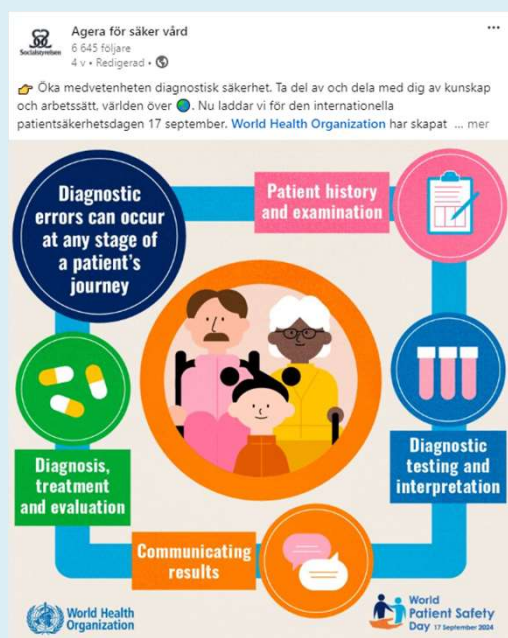 Agera för säker vård
6 645 följare
4 v • Redigerad •
Socialstyrelsen
Öka medvetenheten diagnostisk säkerhet. Ta del av och dela med dig av kunskap
och arbetssätt, världen över. Nu laddar vi för den internationella
patientsäkerhetsdagen 17 september. World Health Organization har skapat ... mer
Diagnostic
errors can occur
at any stage of
a patient's
journey
Patient history
and examination
Diagnostic
testing and
interpretation
Communicating
results
Diagnosis,
treatment
and evaluation
World Health
Organization
World
Patient Safety
Day 17 September 2024